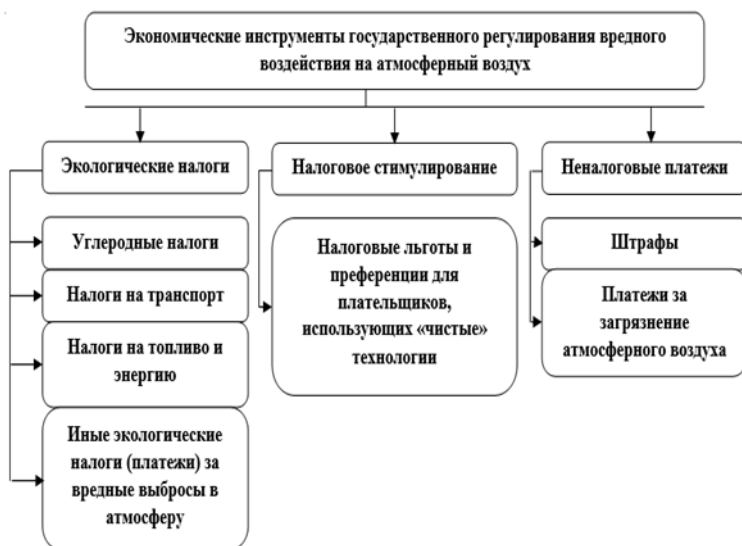 Экономические инструменты государственного регулирования вредного
воздействия на атмосферный воздух
Экологические налоги
Налоговое стимулирование
Неналоговые платежи
Углеродные налоги
Налоги на транспорт
Налоги на топливо и
энергию
Иные экологические
налоги (платежи) за
вредные выбросы в
атмосферу
Налоговые льготы и
преференции для
плательщиков,
использующих «чистые»
технологии
Штрафы
Платежи за
загрязнение
атмосферного воздуха